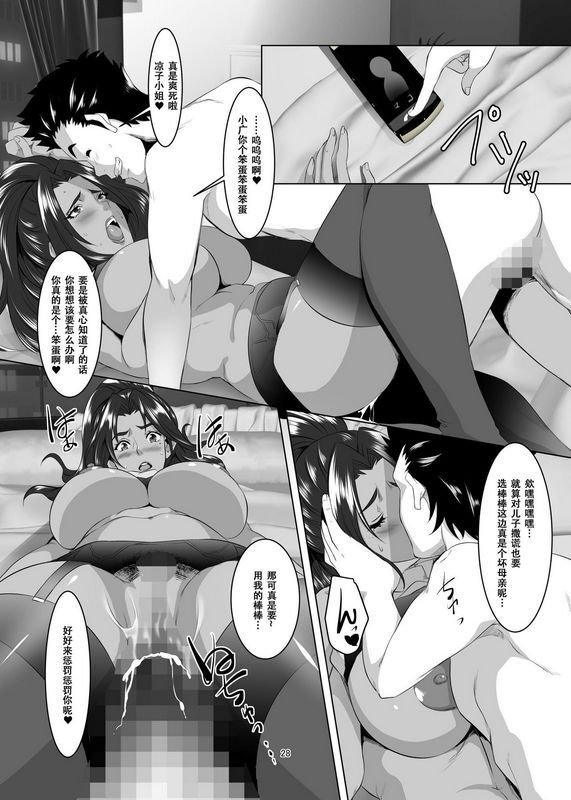 プッ
真是爽死啦
凉子小姐♥
……呜呜呜啊♥
小广你个笨蛋笨蛋笨蛋
要是被真心知道了的话
你想想该要怎么办啊
你真的是个…笨蛋啊♥
欸嘿嘿嘿嘿…
就算对儿子撒谎也要
选棒棒这边真是个坏母亲呢…
那可真是要~
用我的棒棒…
好好来惩罚惩罚你呢♥
28